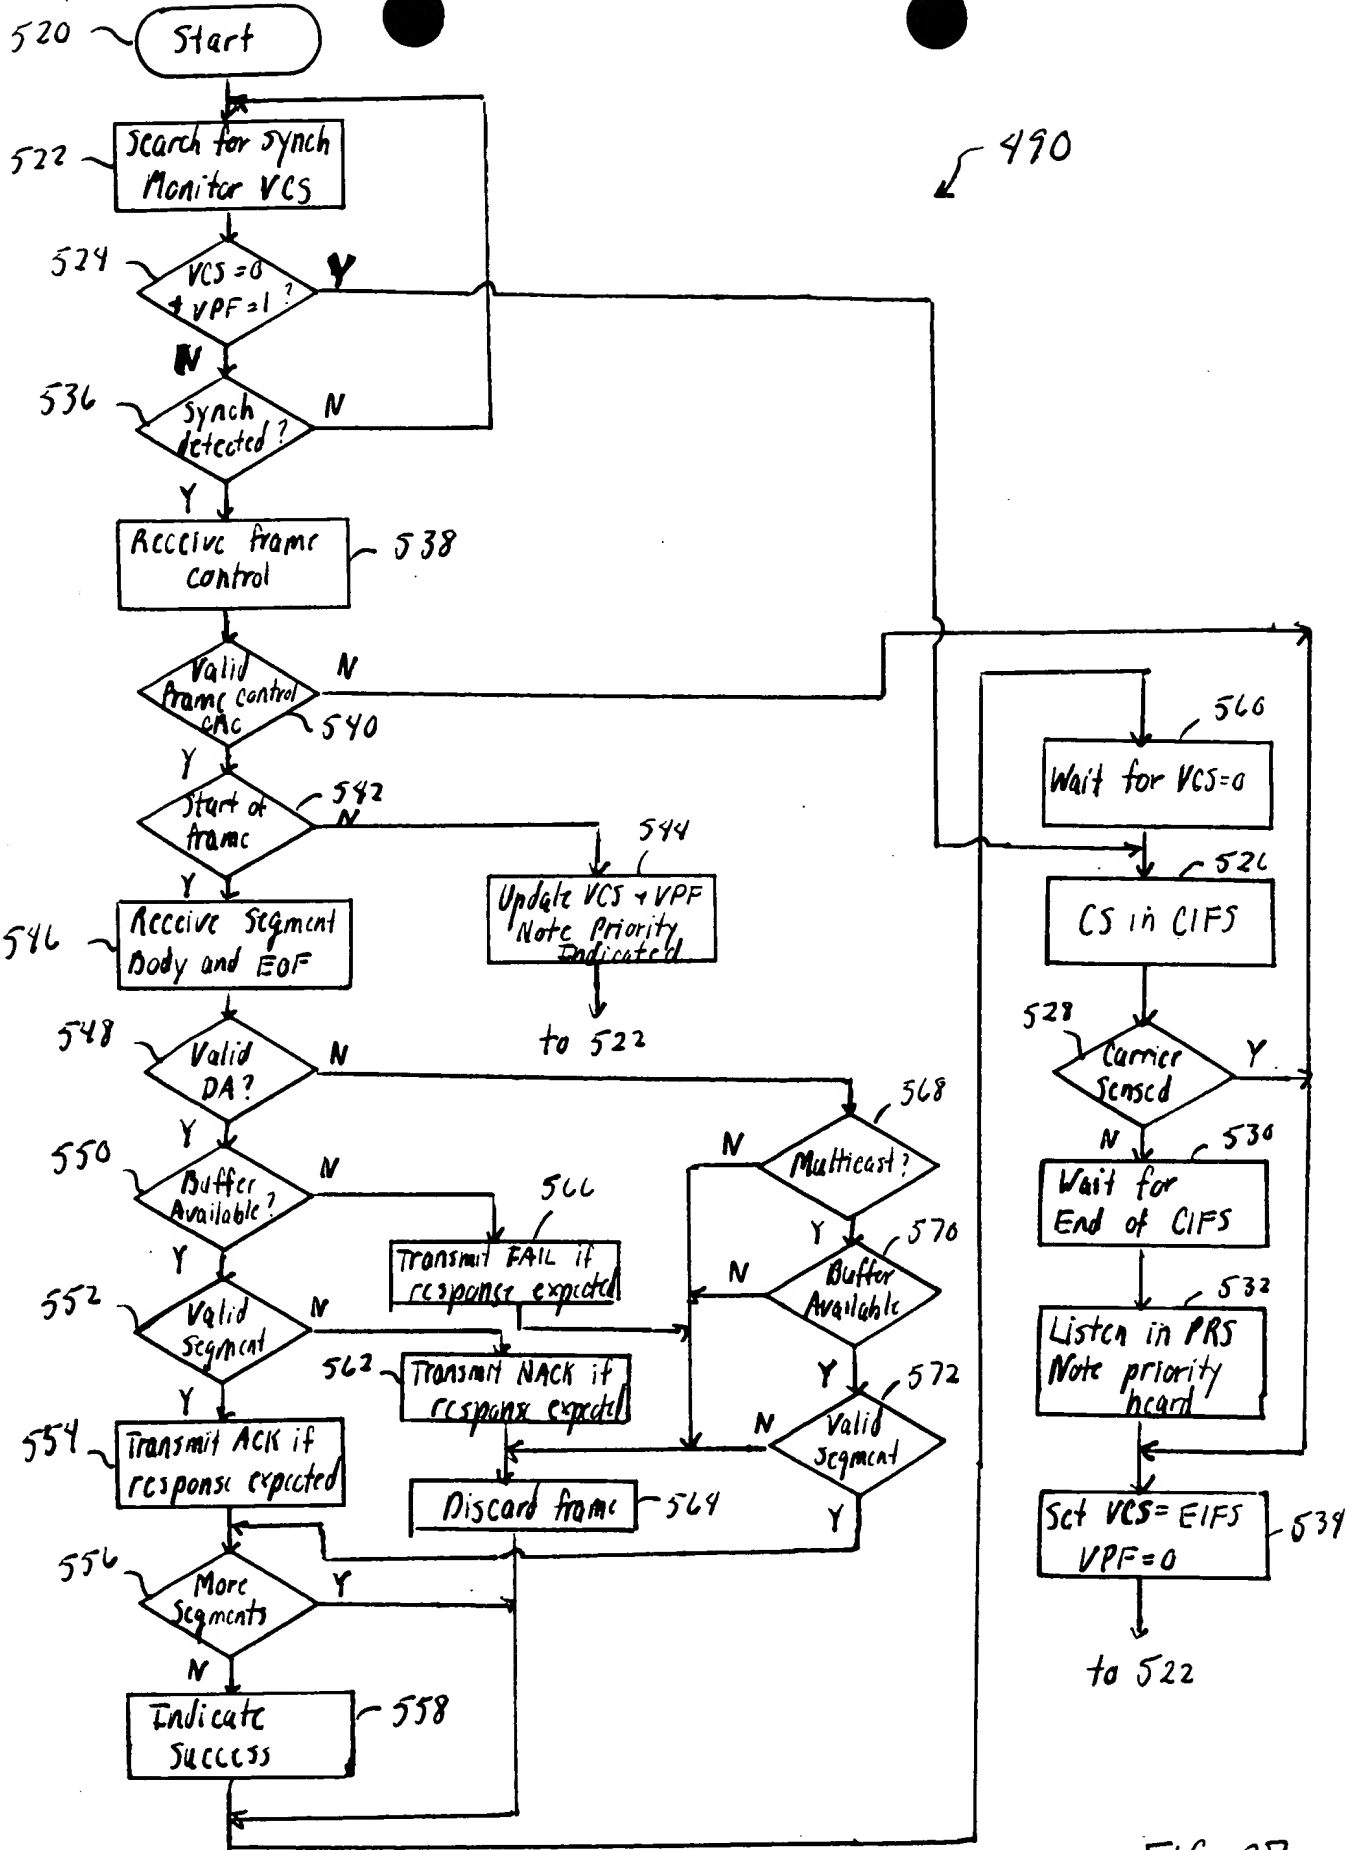 520
Start
522
Search for synch
Monitor VCS
490
524
VCS=0
+ VPF=1 ?
Y
N
536
Synch
detected?
N
Y
Receive frame
control
538
Valid
Frame control
CRC
N
540
Y
Start of
frame
542
N
544
Update VCS + VPF
Note Priority
Indicated
to 522
Y
546
Receive Segment
Body and EOF
560
Wait for VCS=0
526
CS in CIFS
528
Carrier
sensed
Y
N
530
Wait for
End of CIFS
532
Listen in PRS
Note priority
heard
Set VCS= EIFS
VPF=0
534
to 522
548
Valid
DA?
N
Y
568
Multicast?
N
Y
550
Buffer
Available?
N
Y
566
Transmit FAIL if
response expected
570
Buffer
Available
N
Y
552
Valid
segment
N
Y
562
Transmit NACK if
response expected
572
Valid
segment
N
Y
554
Transmit ACK if
response expected
Discard frame
564
556
More
Segments
Y
N
Indicate
Success
558